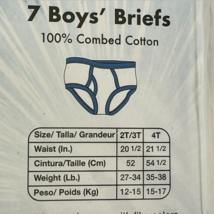 7 Boys' Briefs
100% Combed Cotton
Size/ Talla/ Grandeur 2T/3T 4T
Waist (In.) 20 1/2 21 1/2
Cintura/Taille (Cm) 52 54 1/2
Weight (Lb.) 27-34 35-38
Peso/ Poids (Kg) 12-15 15-17